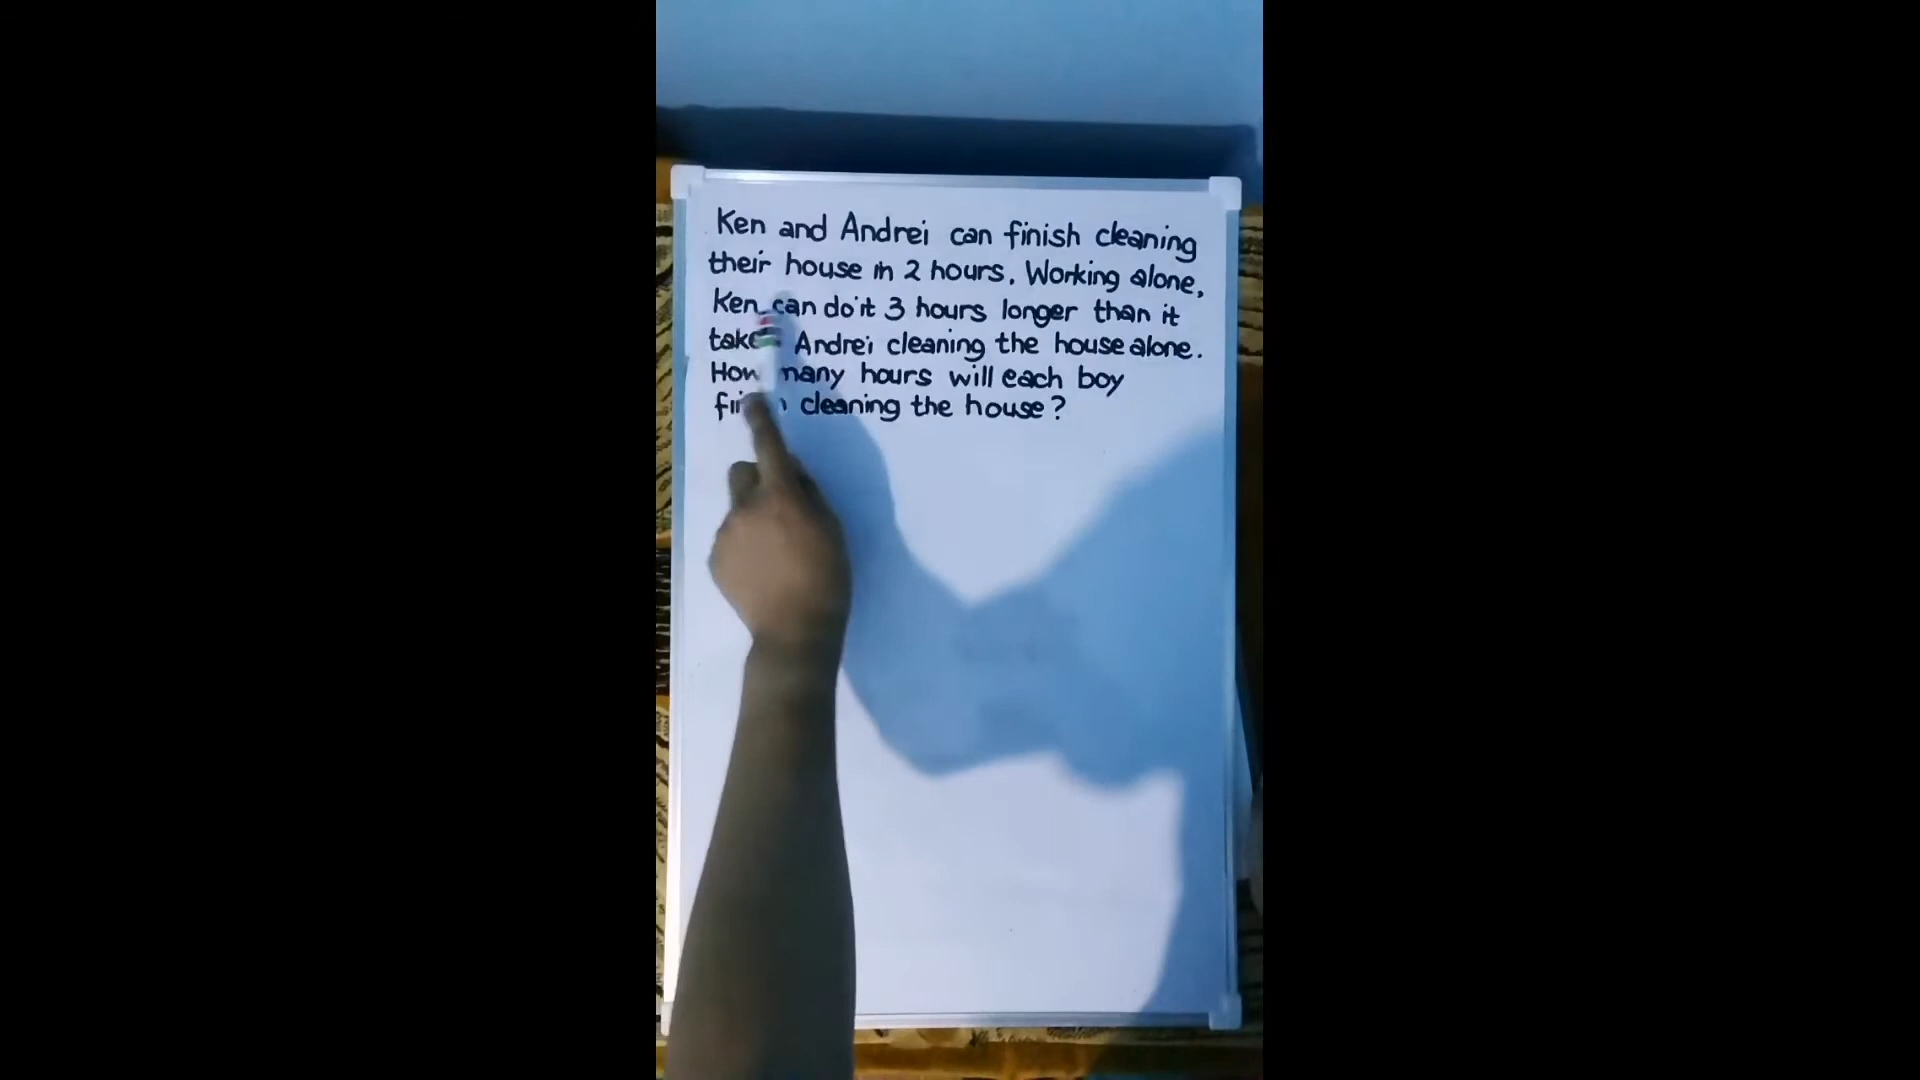 Ken and Andrei can finish cleaning
their house in 2 hours. Working alone,
Ken can do it 3 hours longer than it
Andrei cleaning the house alone.
How many hours will each boy
cleaning the house?